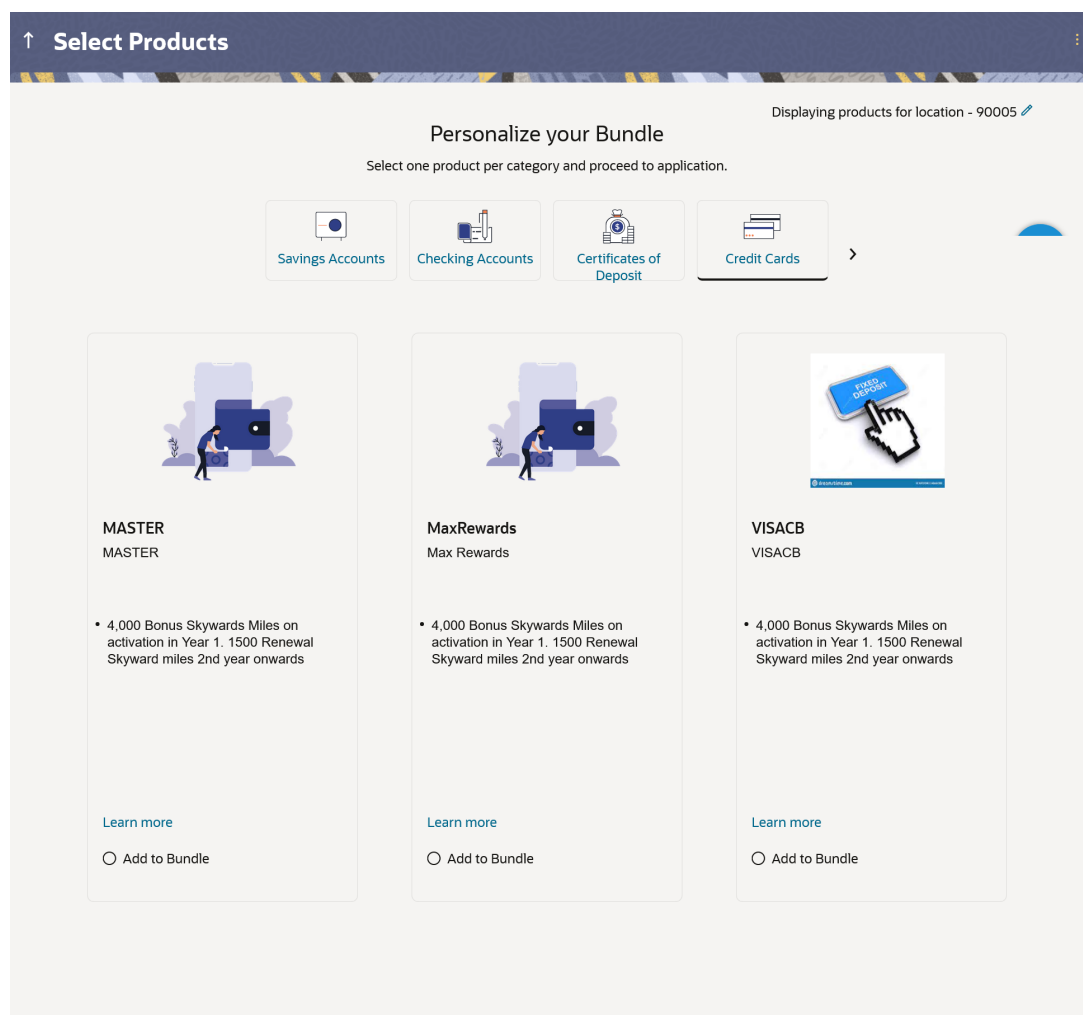 Select Products
Displaying products for location - 90005
Personalize your Bundle
Select one product per category and proceed to application.
Savings Accounts
Checking Accounts
Certificates of
Deposit
Credit Cards
FIXED
DEPOSIT
dreamstime.com
MASTER
MASTER
• 4,000 Bonus Skywards Miles on
activation in Year 1. 1500 Renewal
Skyward miles 2nd year onwards
Learn more
Add to Bundle
MaxRewards
Max Rewards
• 4,000 Bonus Skywards Miles on
activation in Year 1. 1500 Renewal
Skyward miles 2nd year onwards
Learn more
Add to Bundle
VISACB
VISACB
• 4,000 Bonus Skywards Miles on
activation in Year 1. 1500 Renewal
Skyward miles 2nd year onwards
Learn more
Add to Bundle